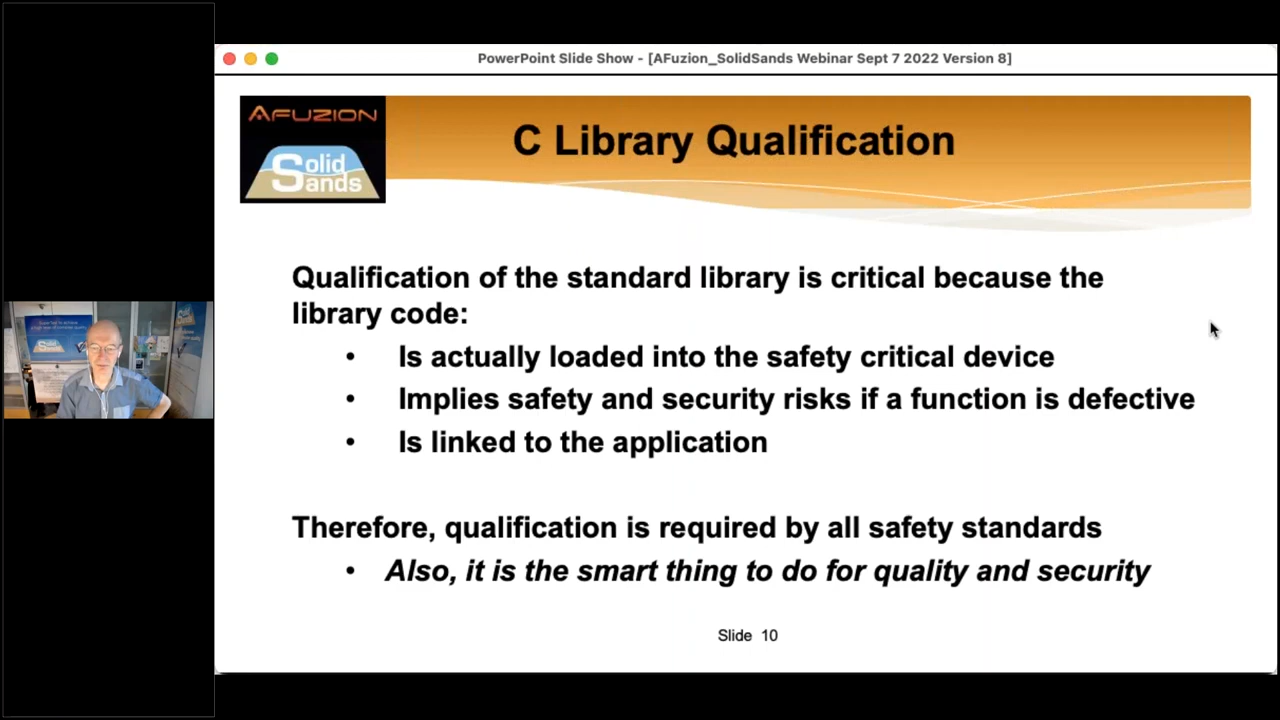 PowerPoint Slide Show - [AFuzion_SolidSands Webinar Sept 7 2022 Version 8]
AFUZION
Solid
Sands
C Library Qualification
Qualification of the standard library is critical because the
library code:
• Is actually loaded into the safety critical device
• Implies safety and security risks if a function is defective
• Is linked to the application
Therefore, qualification is required by all safety standards
• Also, it is the smart thing to do for quality and security
Slide 10